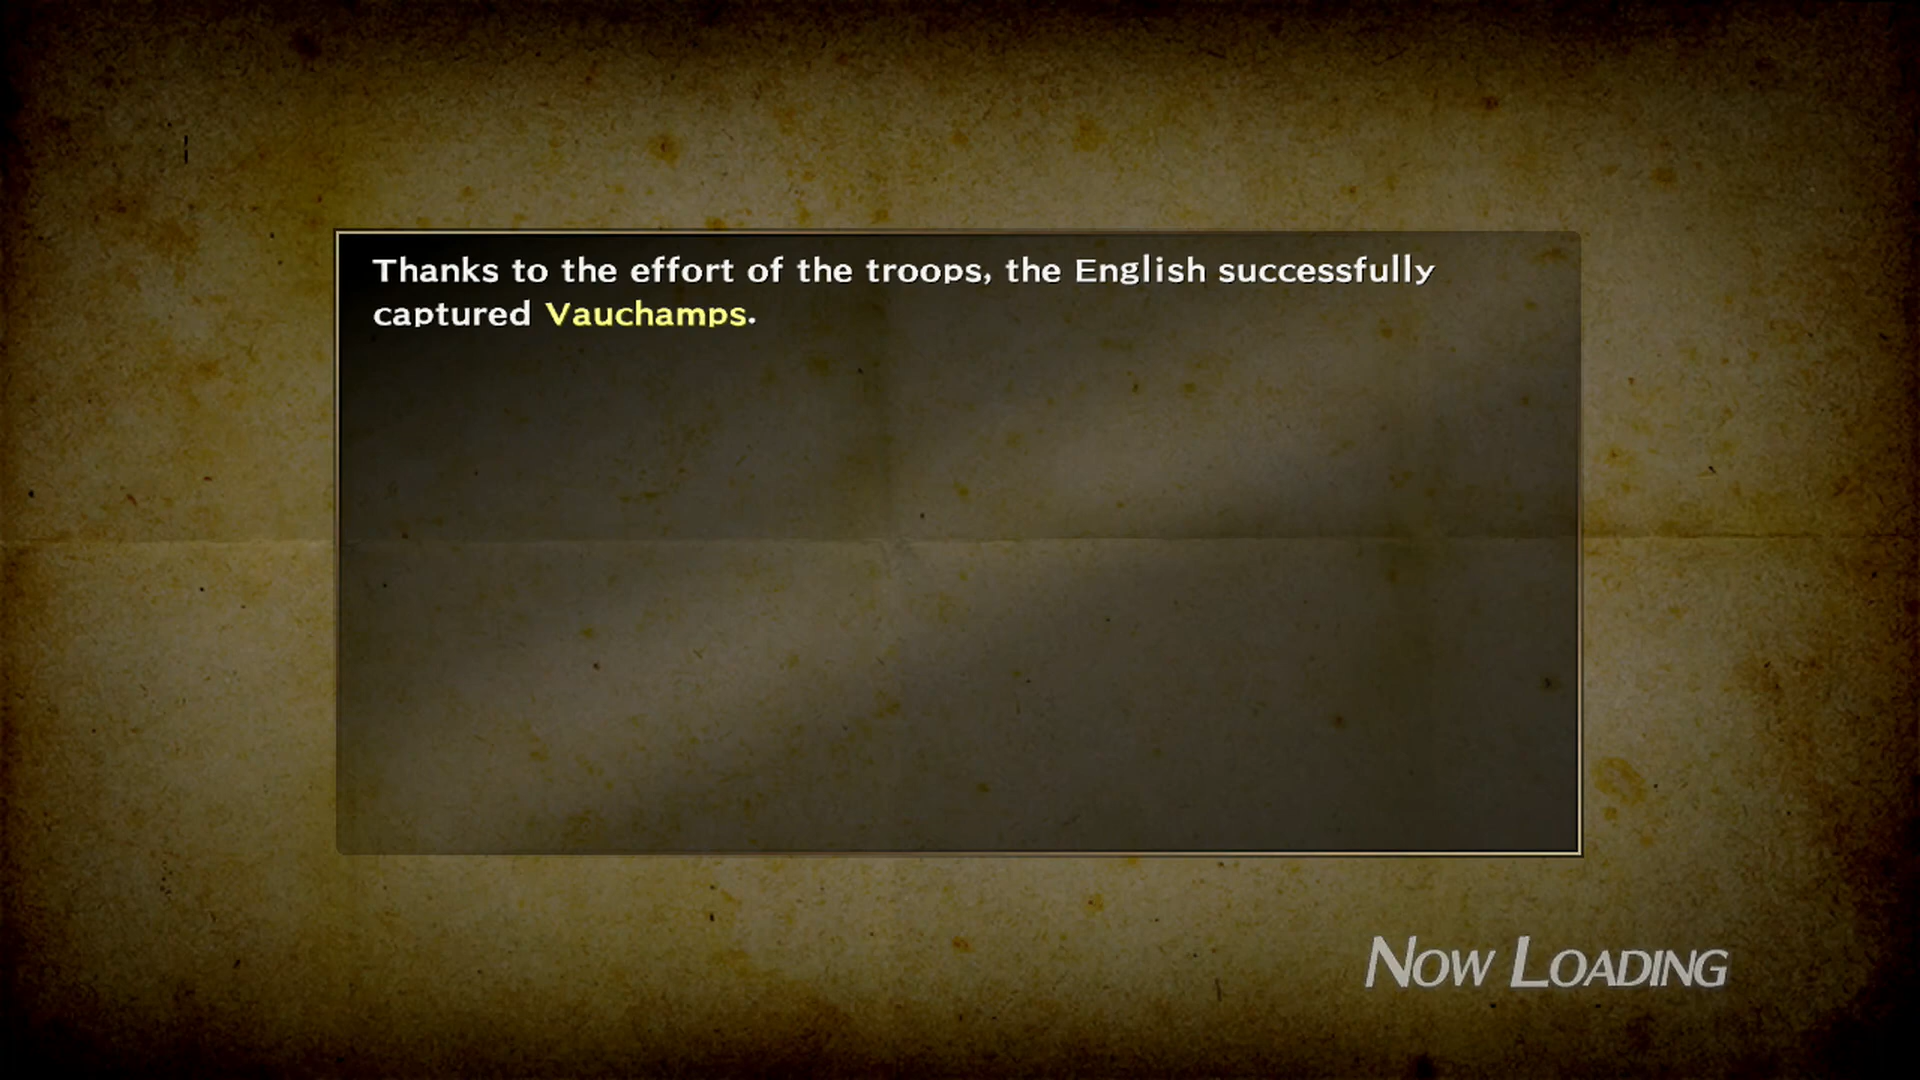 Thanks to the effort of the troops, the English successfully
captured Vauchamps.
NOW LOADING